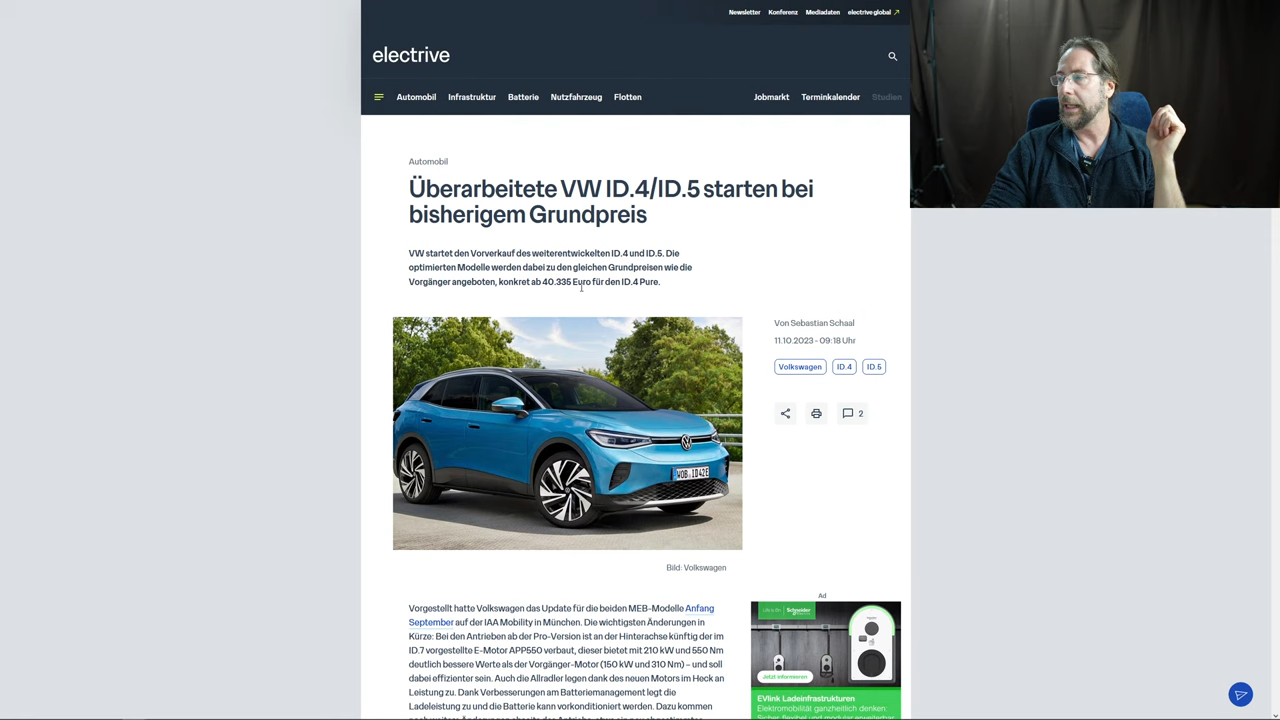 Newsletter Konferenz Mediadaten electrive global
electrive
Automobil Infrastruktur Batterie Nutzfahrzeug Flotten Jobmarkt Terminkalender Studien
Automobil
Überarbeitete VW ID.4/ID.5 starten bei
bisherigem Grundpreis
VW startet den Vorverkauf des weiterentwickelten ID.4 und ID.5. Die
optimierten Modelle werden dabei zu den gleichen Grundpreisen wie die
Vorgänger angeboten, konkret ab 40.335 Euro für den ID.4 Pure.
Von Sebastian Schaal
11.10.2023 - 09:18 Uhr
Volkswagen ID.4 ID.5
2
WOB·ID42E
Bild: Volkswagen
Vorgestellt hatte Volkswagen das Update für die beiden MEB-Modelle Anfang
September auf der IAA Mobility in München. Die wichtigsten Änderungen in
Kürze: Bei den Antrieben ab der Pro-Version ist an der Hinterachse künftig der im
ID.7 vorgestellte E-Motor APP550 verbaut, dieser bietet mit 210 kW und 550 Nm
deutlich bessere Werte als der Vorgänger-Motor (150 kW und 310 Nm) – und soll
dabei effizienter sein. Auch die Allradler legen dank des neuen Motors im Heck an
Leistung zu. Dank Verbesserungen am Batteriemanagement legt die
Ladeleistung zu und die Batterie kann vorkonditioniert werden. Dazu kommen
Ad
Life Is On Schneider
Jetzt informieren
EVlink Ladeinfrastrukturen
Elektromobilität ganzheitlich denken: